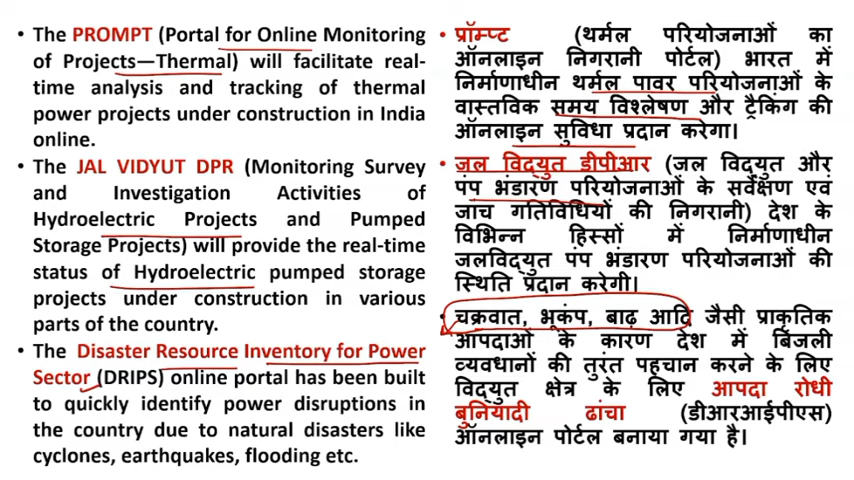 • The PROMPT (Portal for Online Monitoring
of Projects—Thermal) will facilitate real-
time analysis and tracking of thermal
power projects under construction in India
online.
• The JAL VIDYUT DPR (Monitoring Survey
and Investigation Activities of
Hydroelectric Projects and Pumped
Storage Projects) will provide the real-time
status of Hydroelectric pumped storage
projects under construction in various
parts of the country.
• The Disaster Resource Inventory for Power
Sector (DRIPS) online portal has been built
to quickly identify power disruptions in
the country due to natural disasters like
cyclones, earthquakes, flooding etc.
• प्रॉम्प्ट (थर्मल परियोजनाओं का
ऑनलाइन निगरानी पोर्टल) भारत में
निर्माणाधीन थर्मल पावर परियोजनाओं के
वास्तविक समय विश्लेषण और ट्रैकिंग की
ऑनलाइन सुविधा प्रदान करेगा।
• जल विद्युत डीपीआर (जल विद्युत और
पंप भंडारण परियोजनाओं के सर्वेक्षण एवं
जाच गतिविधियों की निगरानी) देश के
विभिन्न हिस्सों में निर्माणाधीन
जलविद्युत पंप भंडारण परियोजनाओं की
स्थिति प्रदान करेगी।
• चक्रवात, भूकंप, बाढ़ आदि जैसी प्राकृतिक
आपदाओं के कारण देश में बिजली
व्यवधानों की तुरंत पहचान करने के लिए
विद्युत क्षेत्र के लिए आपदा रोधी
बुनियादी ढांचा (डीआरआईपीएस)
ऑनलाइन पोर्टल बनाया गया है।